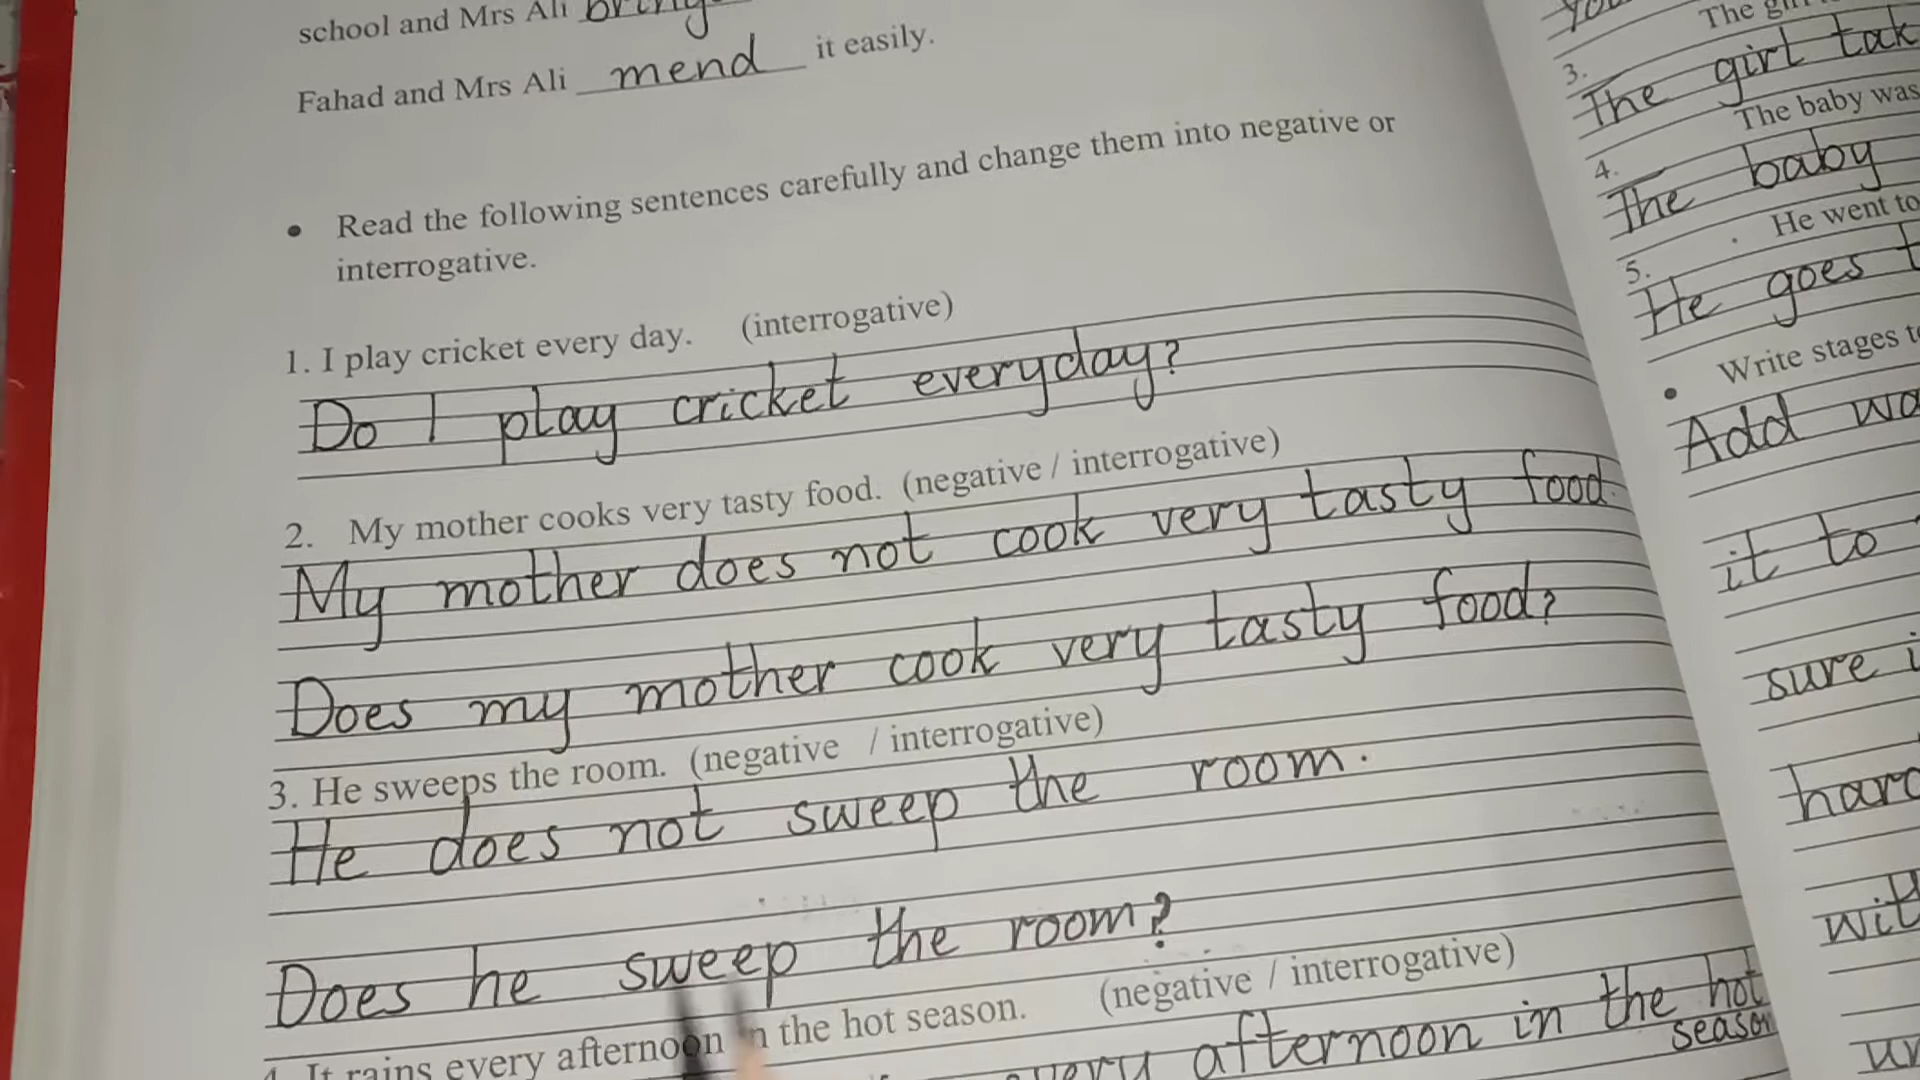 school and Mrs Ali bring
Fahad and Mrs Ali mend it easily.
• Read the following sentences carefully and change them into negative or
interrogative.
1. I play cricket every day. (interrogative)
Do I play cricket everyday?
2. My mother cooks very tasty food. (negative / interrogative)
My mother does not cook very tasty food.
Does my mother cook very tasty food?
3. He sweeps the room. (negative / interrogative)
He does not sweep the room.
Does he sweep the room?
4. It rains every afternoon in the hot season. (negative / interrogative)
every afternoon in the hot
season
The
3.
The girl
The baby was
4.
The baby
He went to
5.
He goes
• Write stages
Add
it to
sure